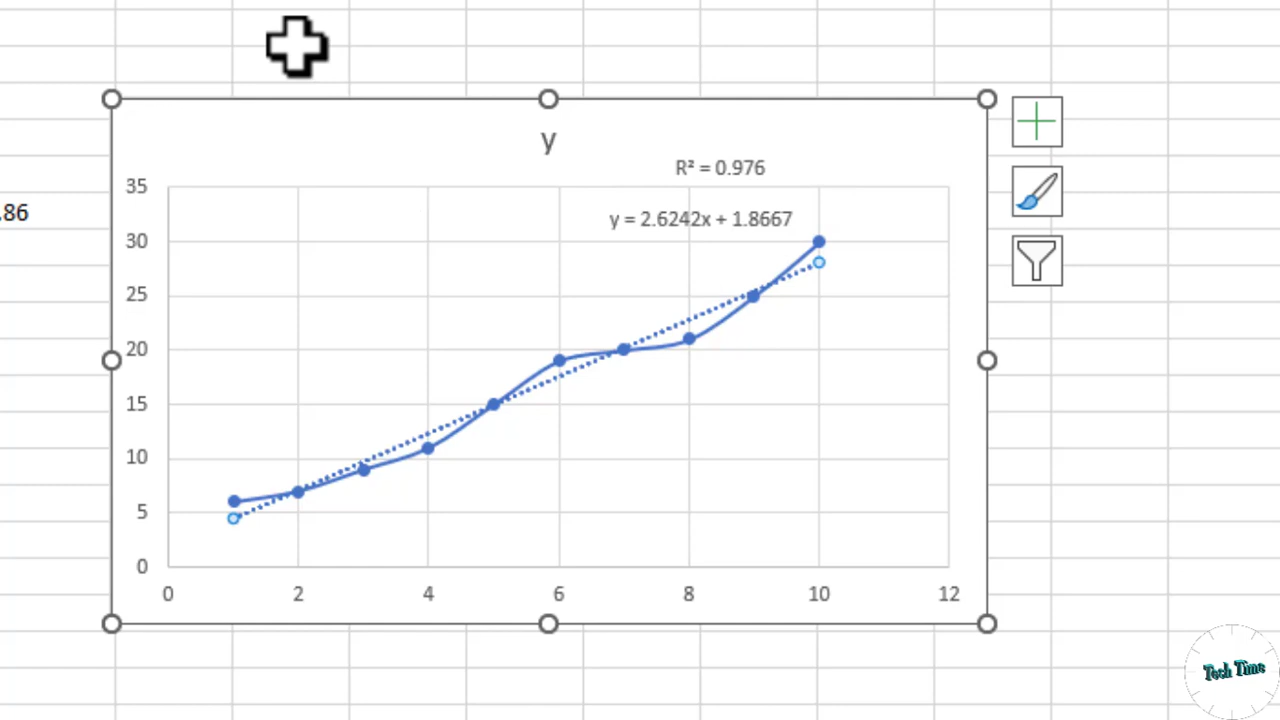 y
R² = 0.976
y = 2.6242x + 1.8667
35
30
25
20
15
10
5
0
0 2 4 6 8 10 12
.86
Tech Time